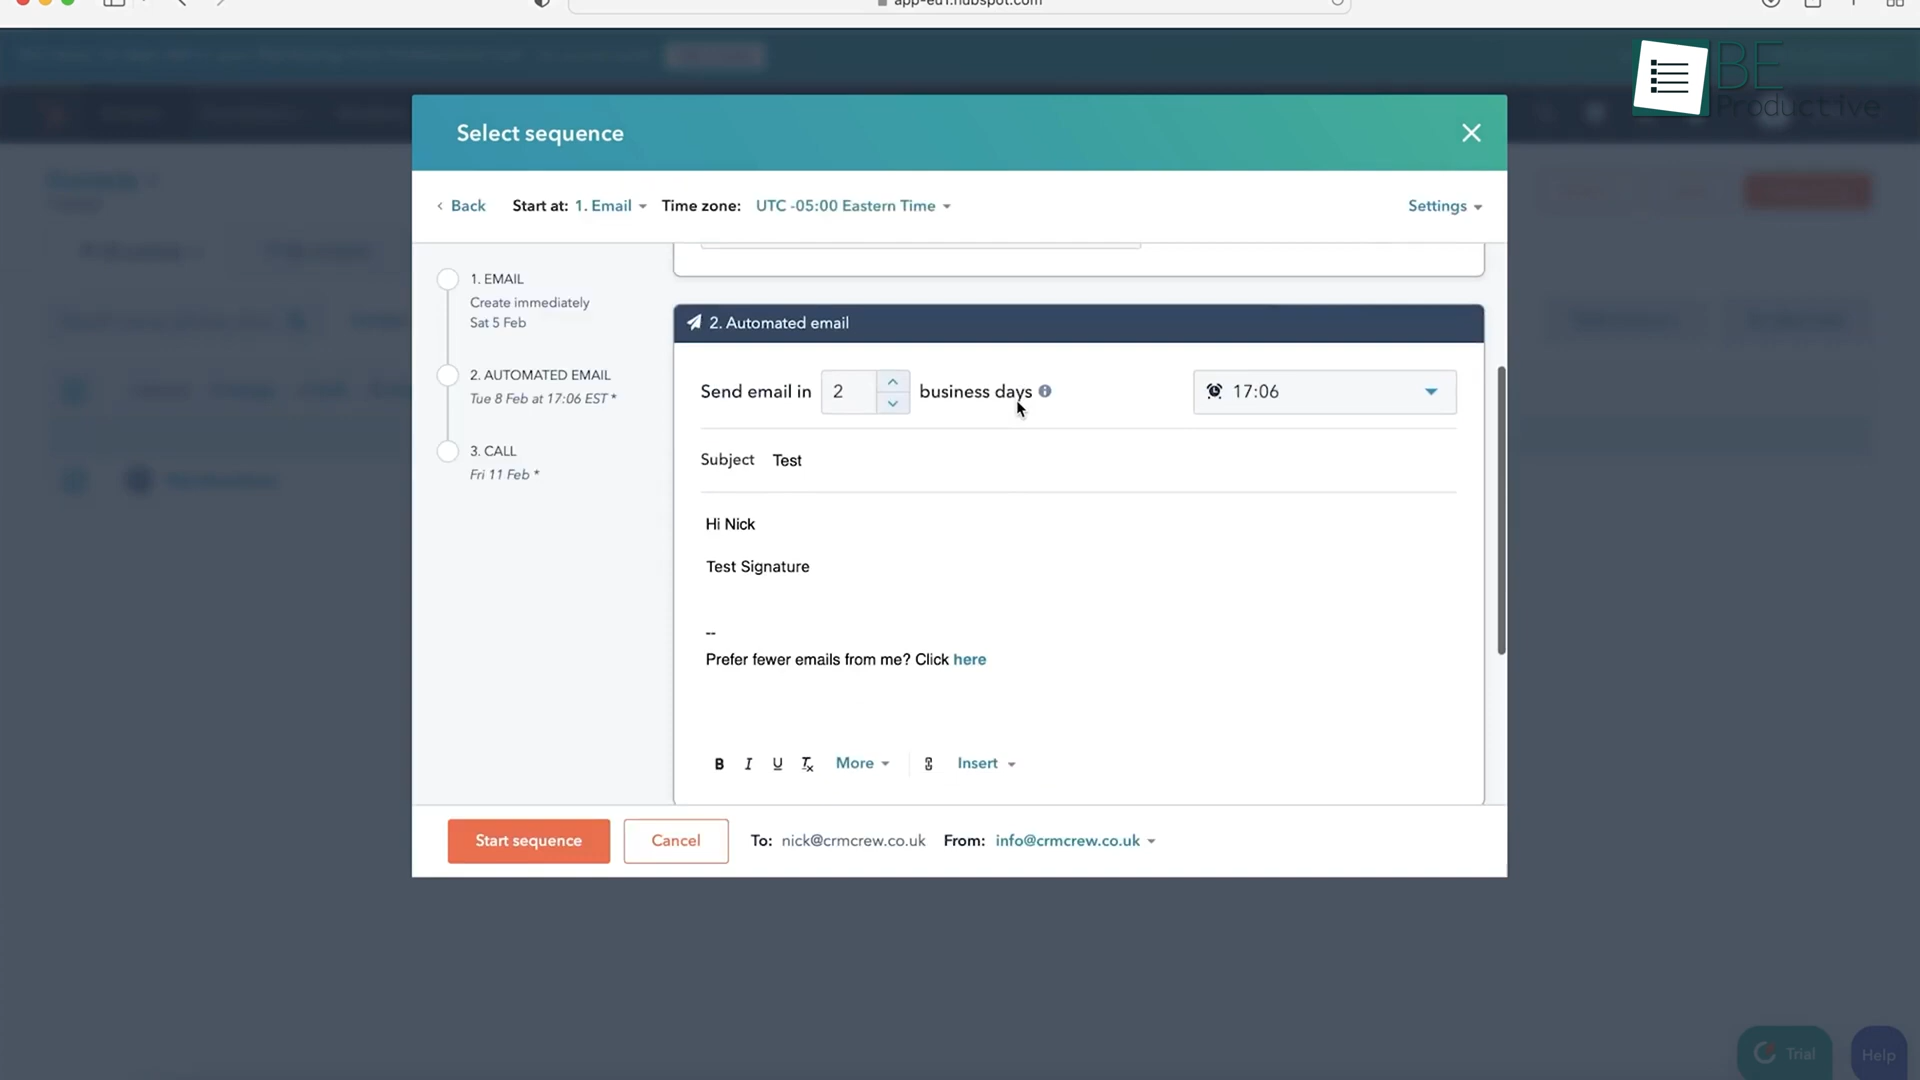 app-eu1.hubspot.com
BE
Productive
Select sequence
Back Start at: 1. Email Time zone: UTC -05:00 Eastern Time Settings
1. EMAIL
Create immediately
Sat 5 Feb
2. AUTOMATED EMAIL
Tue 8 Feb at 17:06 EST *
3. CALL
Fri 11 Feb *
2. Automated email
Send email in 2 business days 17:06
Subject Test
Hi Nick
Test Signature
--
Prefer fewer emails from me? Click here
B I U Tx More Insert
Start sequence Cancel To: nick@crmcrew.co.uk From: info@crmcrew.co.uk
Trial
Help